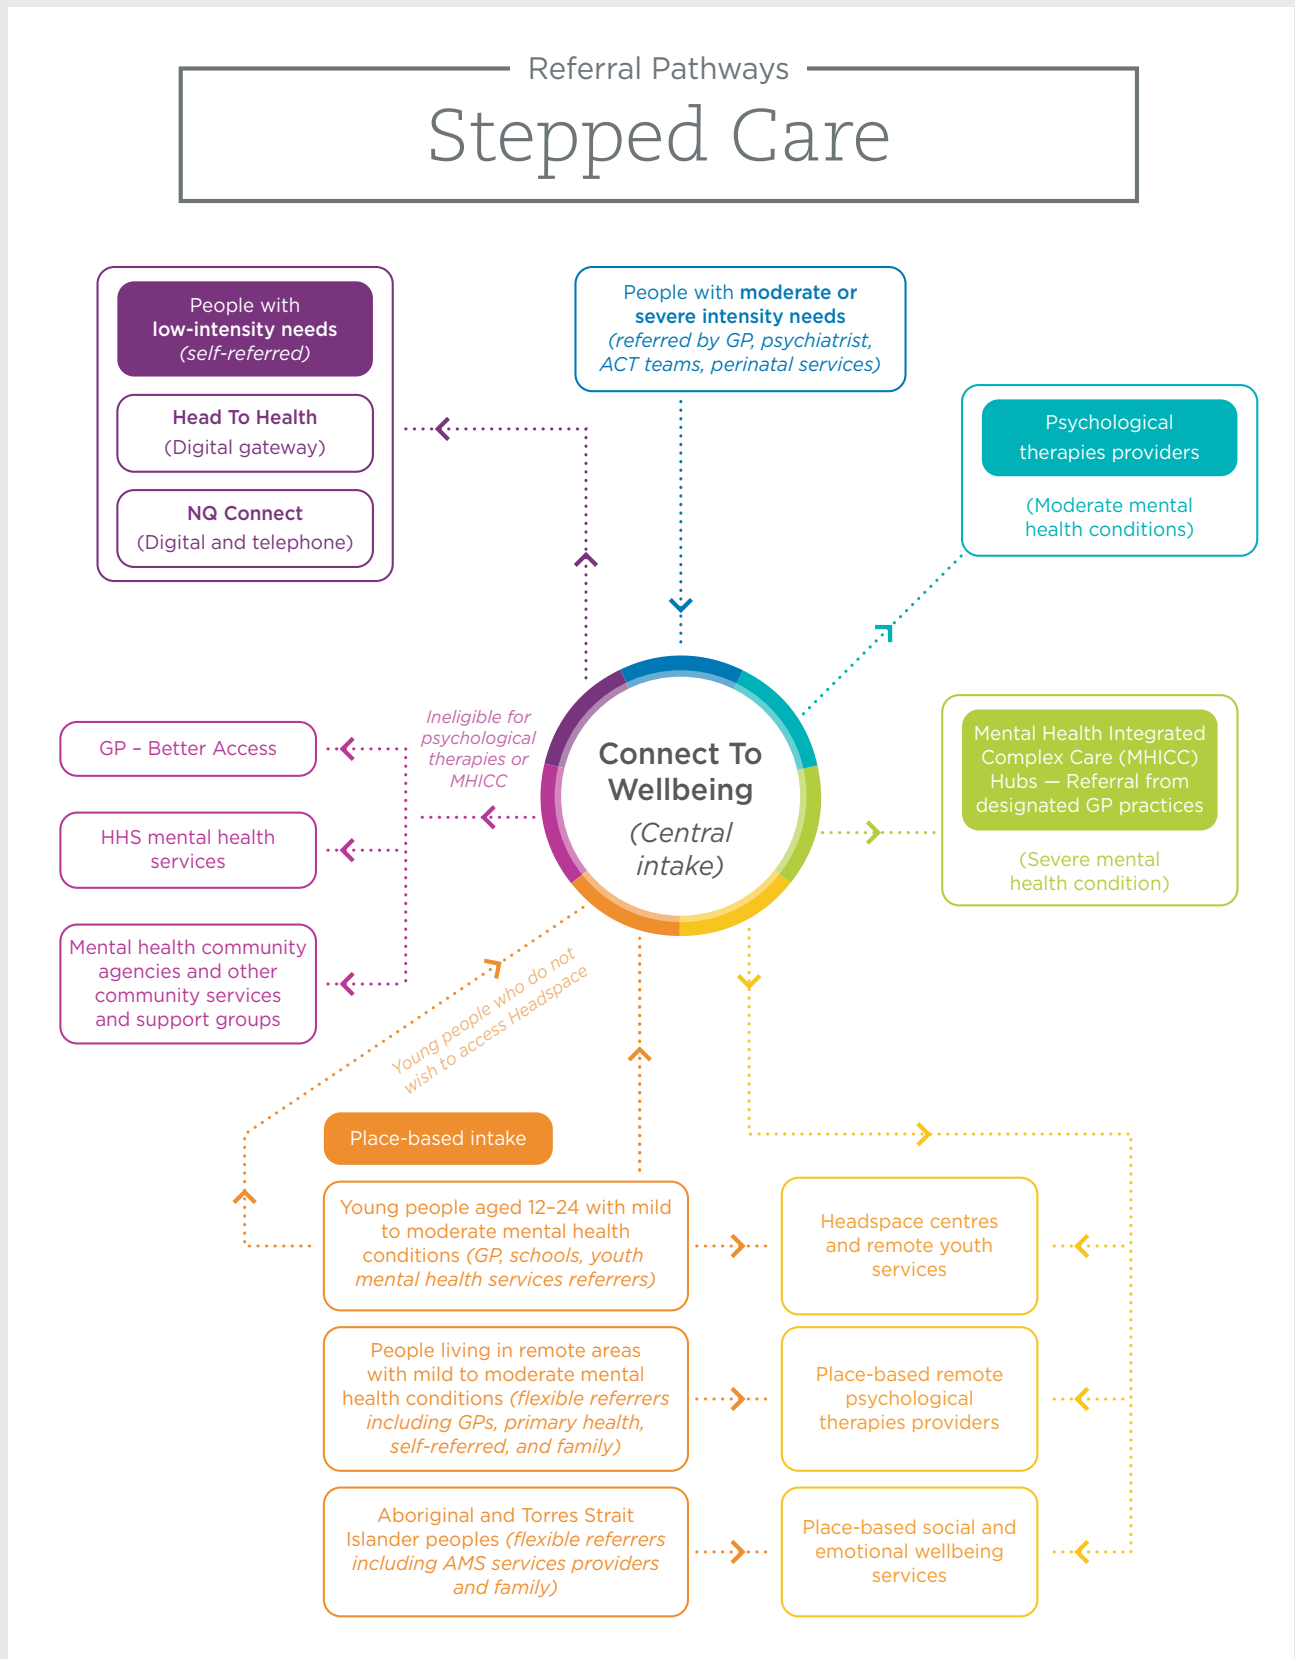 Referral Pathways
Stepped Care
People with
low-intensity needs
(self-referred)
Head To Health
(Digital gateway)
NQ Connect
(Digital and telephone)
People with moderate or
severe intensity needs
(referred by GP, psychiatrist,
ACT teams, perinatal services)
Psychological
therapies providers
(Moderate mental
health conditions)
Ineligible for
psychological
therapies or
MHICC
GP – Better Access
HHS mental health
services
Mental health community
agencies and other
community services
and support groups
Connect To
Wellbeing
(Central
intake)
Mental Health Integrated
Complex Care (MHICC)
Hubs — Referral from
designated GP practices
(Severe mental
health condition)
Young people who do not
wish to access Headspace
Place-based intake
Young people aged 12–24 with mild
to moderate mental health
conditions (GP, schools, youth
mental health services referrers)
Headspace centres
and remote youth
services
People living in remote areas
with mild to moderate mental
health conditions (flexible referrers
including GPs, primary health,
self-referred, and family)
Place-based remote
psychological
therapies providers
Aboriginal and Torres Strait
Islander peoples (flexible referrers
including AMS services providers
and family)
Place-based social and
emotional wellbeing
services